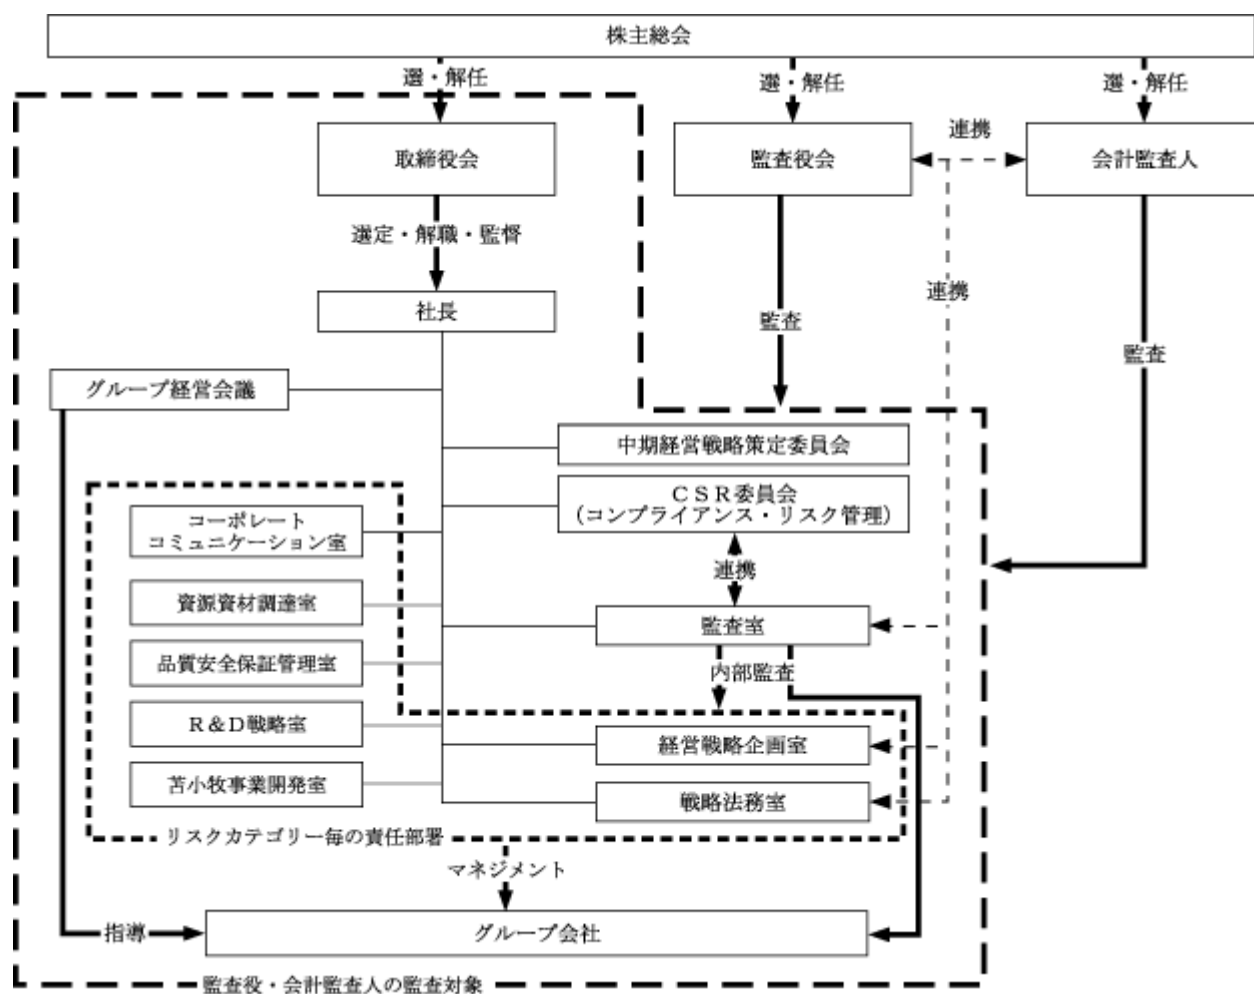 株主総会
選・解任
選・解任
選・解任
取締役会
監査役会
連携
会計監査人
選定・解職・監督
連携
社長
監査
監査
グループ経営会議
中期経営戦略策定委員会
ＣＳＲ委員会
（コンプライアンス・リスク管理）
コーポレート
コミュニケーション室
連携
資源資材調達室
監査室
品質安全保証管理室
内部監査
Ｒ＆Ｄ戦略室
経営戦略企画室
苫小牧事業開発室
戦略法務室
リスクカテゴリー毎の責任部署
マネジメント
指導
グループ会社
監査役・会計監査人の監査対象